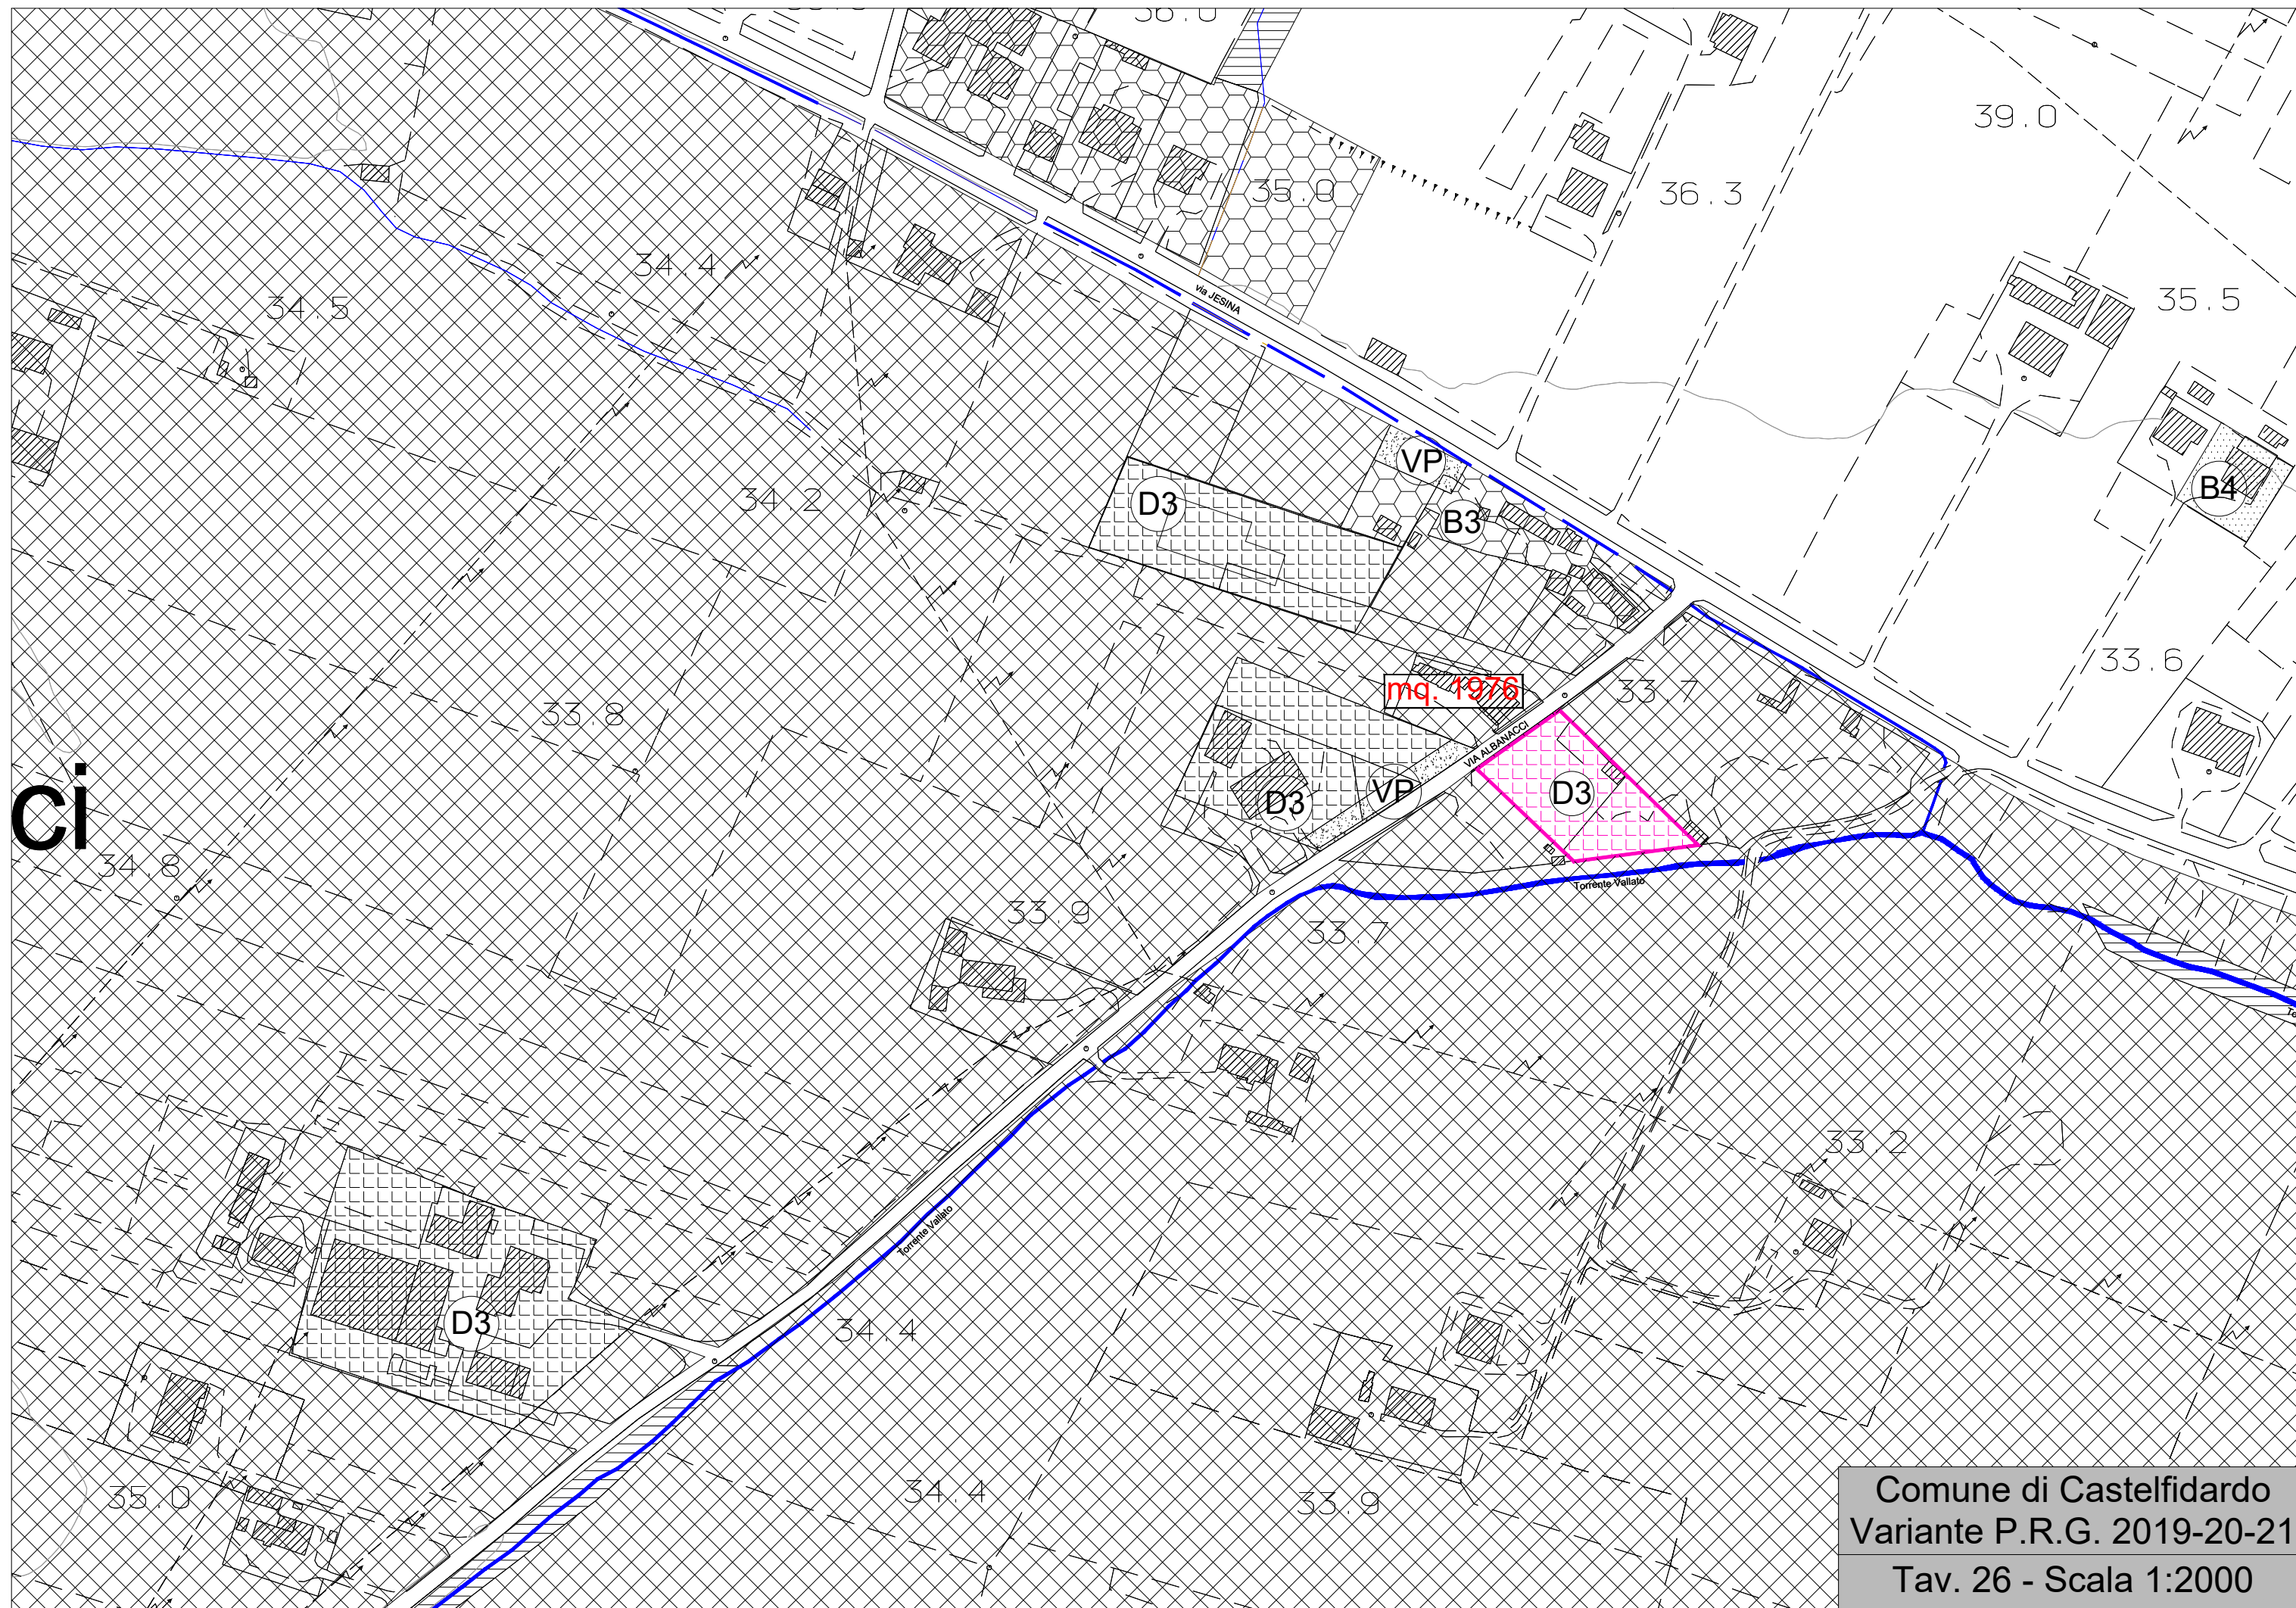 36.0
39.0
36.3
35.0
34.4
34.5
35.5
via JESINA
VP
D3
B3
B4
34.2
33.6
mq. 1976
33.7
33.8
VIA ALBANACCI
D3
VP
D3
ci
34.8
Torrente Vallato
33.9
33.7
33.2
Torrente Vallato
D3
34.4
35.0
34.4
33.9
Comune di Castelfidardo
Variante P.R.G. 2019-20-21
Tav. 26 - Scala 1:2000